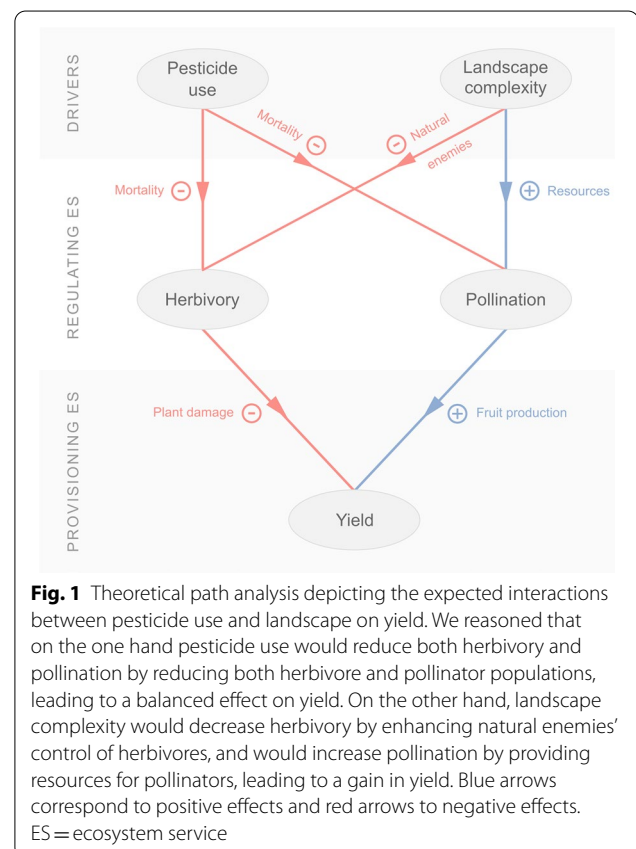 DRIVERS
Pesticide
use
Landscape
complexity
Mortality
−
− Natural
enemies
Mortality −
+ Resources
REGULATING ES
Herbivory
Pollination
Plant damage −
+ Fruit production
PROVISIONING ES
Yield
Fig. 1 Theoretical path analysis depicting the expected interactions
between pesticide use and landscape on yield. We reasoned that
on the one hand pesticide use would reduce both herbivory and
pollination by reducing both herbivore and pollinator populations,
leading to a balanced effect on yield. On the other hand, landscape
complexity would decrease herbivory by enhancing natural enemies’
control of herbivores, and would increase pollination by providing
resources for pollinators, leading to a gain in yield. Blue arrows
correspond to positive effects and red arrows to negative effects.
ES = ecosystem service